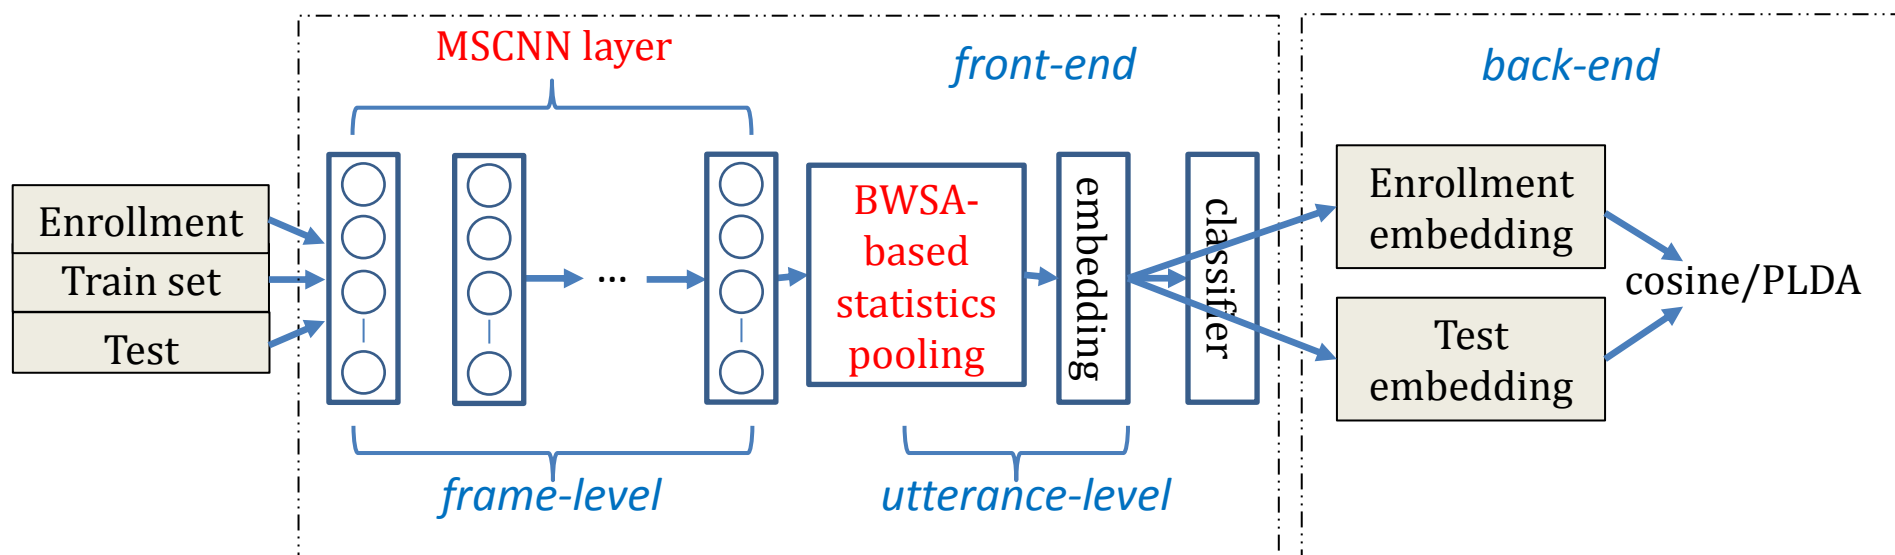 MSCNN layer
front-end
back-end
Enrollment
Train set
Test
...
BWSA-
based
statistics
pooling
embedding
classifier
Enrollment
embedding
Test
embedding
cosine/PLDA
frame-level
utterance-level